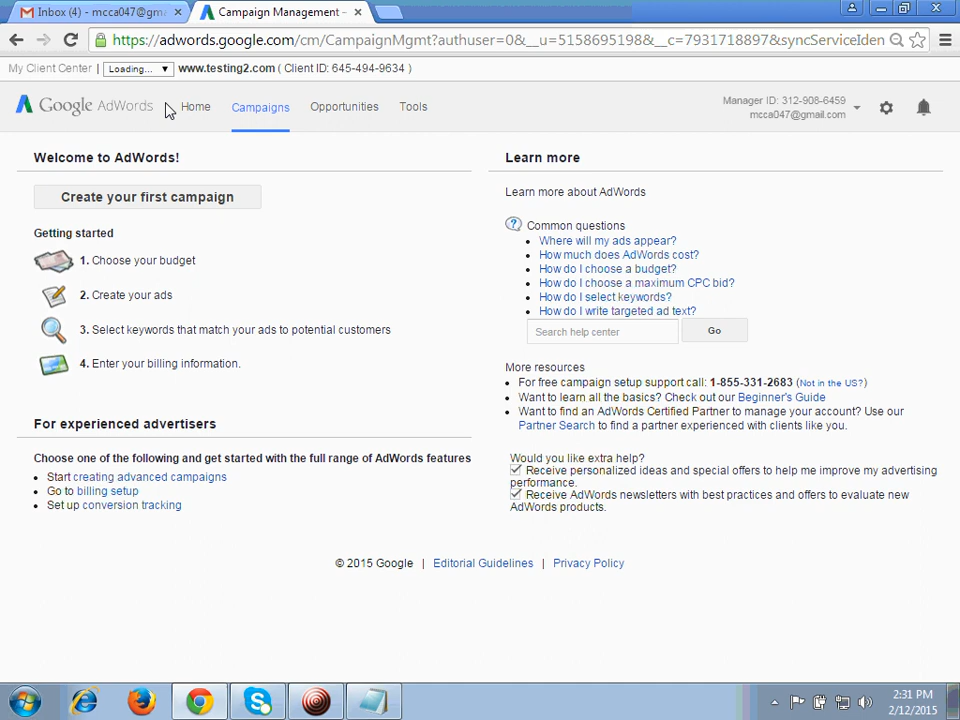 Inbox (4) - mcca047@gma
Campaign Management –
https://adwords.google.com/cm/CampaignMgmt?authuser=0&__u=5158695198&__c=7931718897&syncServiceIden
My Client Center | Loading... www.testing2.com ( Client ID: 645-494-9634 )
Google AdWords Home Campaigns Opportunities Tools
Manager ID: 312-908-6459
mcca047@gmail.com
Welcome to AdWords!
Create your first campaign
Getting started
1. Choose your budget
2. Create your ads
3. Select keywords that match your ads to potential customers
4. Enter your billing information.
For experienced advertisers
Choose one of the following and get started with the full range of AdWords features
Start creating advanced campaigns
Go to billing setup
Set up conversion tracking
Learn more
Learn more about AdWords
Common questions
Where will my ads appear?
How much does AdWords cost?
How do I choose a budget?
How do I choose a maximum CPC bid?
How do I select keywords?
How do I write targeted ad text?
Search help center Go
More resources
For free campaign setup support call: 1-855-331-2683 (Not in the US?)
Want to learn all the basics? Check out our Beginner's Guide
Want to find an AdWords Certified Partner to manage your account? Use our
Partner Search to find a partner experienced with clients like you.
Would you like extra help?
Receive personalized ideas and special offers to help me improve my advertising
performance.
Receive AdWords newsletters with best practices and offers to evaluate new
AdWords products.
© 2015 Google | Editorial Guidelines | Privacy Policy
2:31 PM
2/12/2015